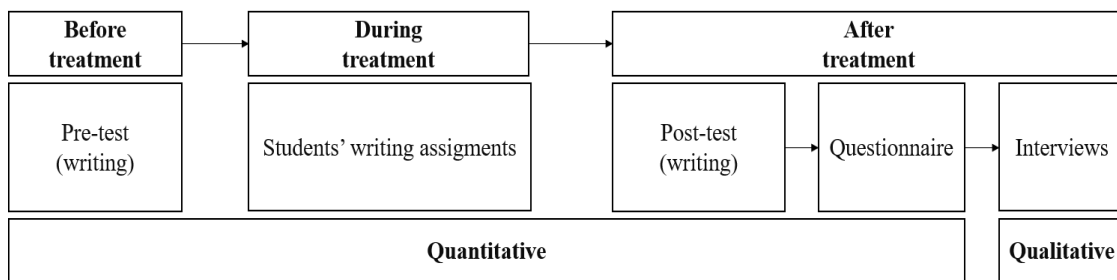 Before
treatment
During
treatment
After
treatment
Pre-test
(writing)
Students’ writing assigments
Post-test
(writing)
Questionnaire
Interviews
Quantitative
Qualitative